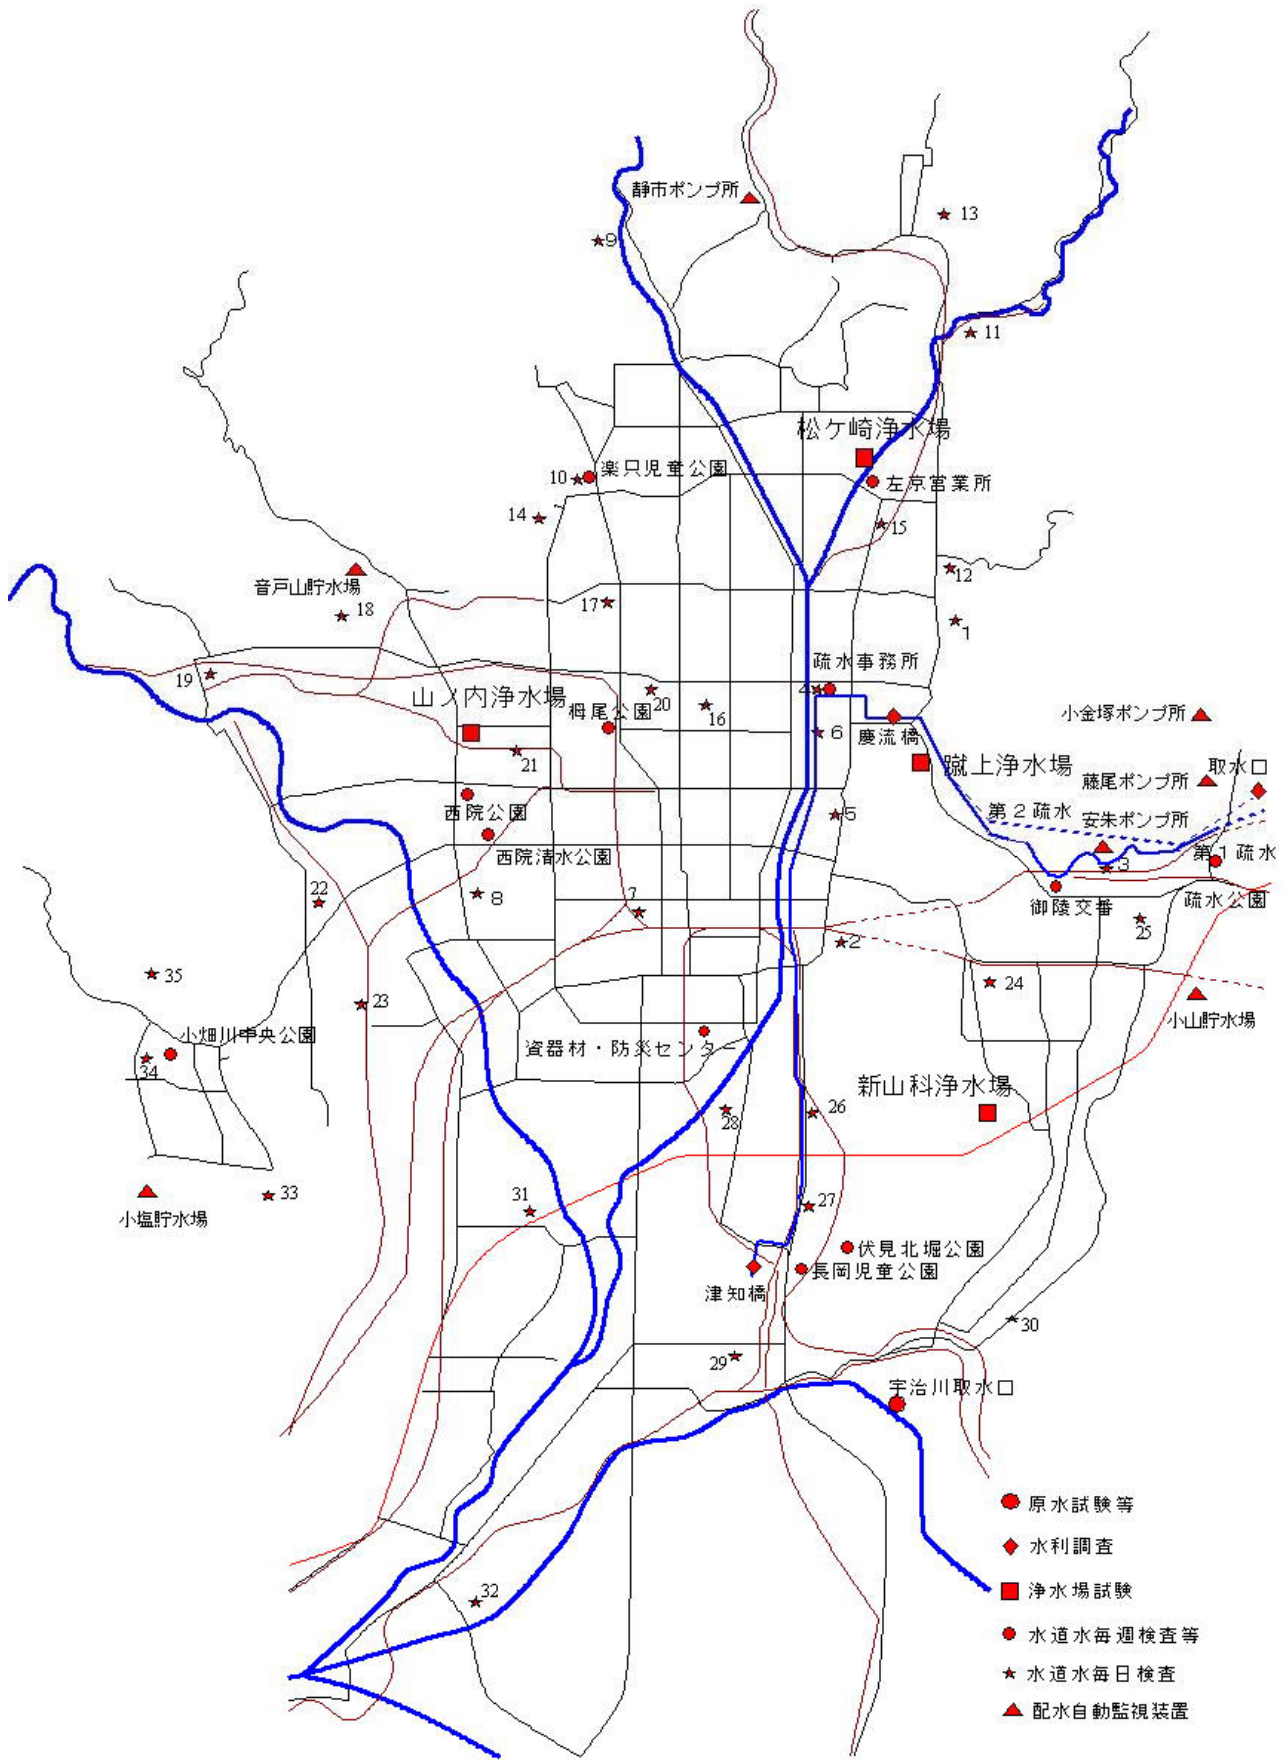 静市ポンプ所
13
9
11
松ケ崎浄水場
楽只児童公園
10
左京営業所
14
15
12
音戸山貯水場
18
17
1
疏水事務所
19
4
20
16
山ノ内浄水場
栂尾公園
小金塚ポンプ所
慶流橋
6
21
蹴上浄水場
取水口
藤尾ポンプ所
西院公園
第2疏水
安朱ポンプ所
5
西院清水公園
第1疏水
3
22
8
7
御陵交番
疏水公園
25
2
35
24
23
小山貯水場
小畑川中央公園
資器材・防災センター
34
新山科浄水場
28
26
33
31
27
小塩貯水場
伏見北堀公園
長岡児童公園
津知橋
30
29
宇治川取水口
原水試験等
水利調査
浄水場試験
32
水道水毎週検査等
水道水毎日検査
配水自動監視装置